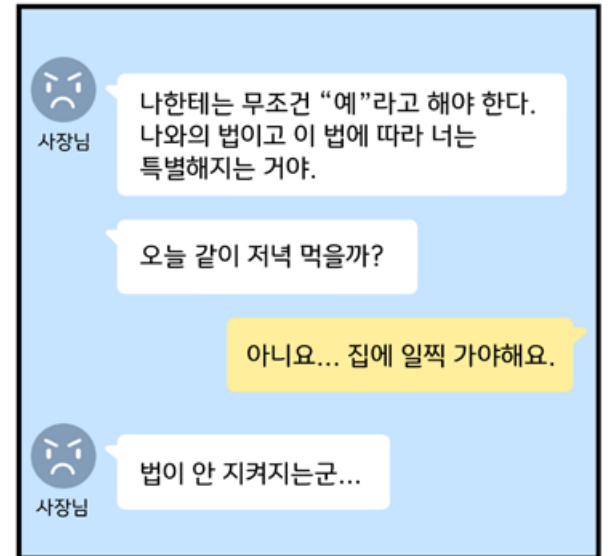 나한테는 무조건 “예”라고 해야 한다.
나와의 법이고 이 법에 따라 너는
특별해지는 거야.
사장님
오늘 같이 저녁 먹을까?
아니요... 집에 일찍 가야해요.
법이 안 지켜지는군...
사장님